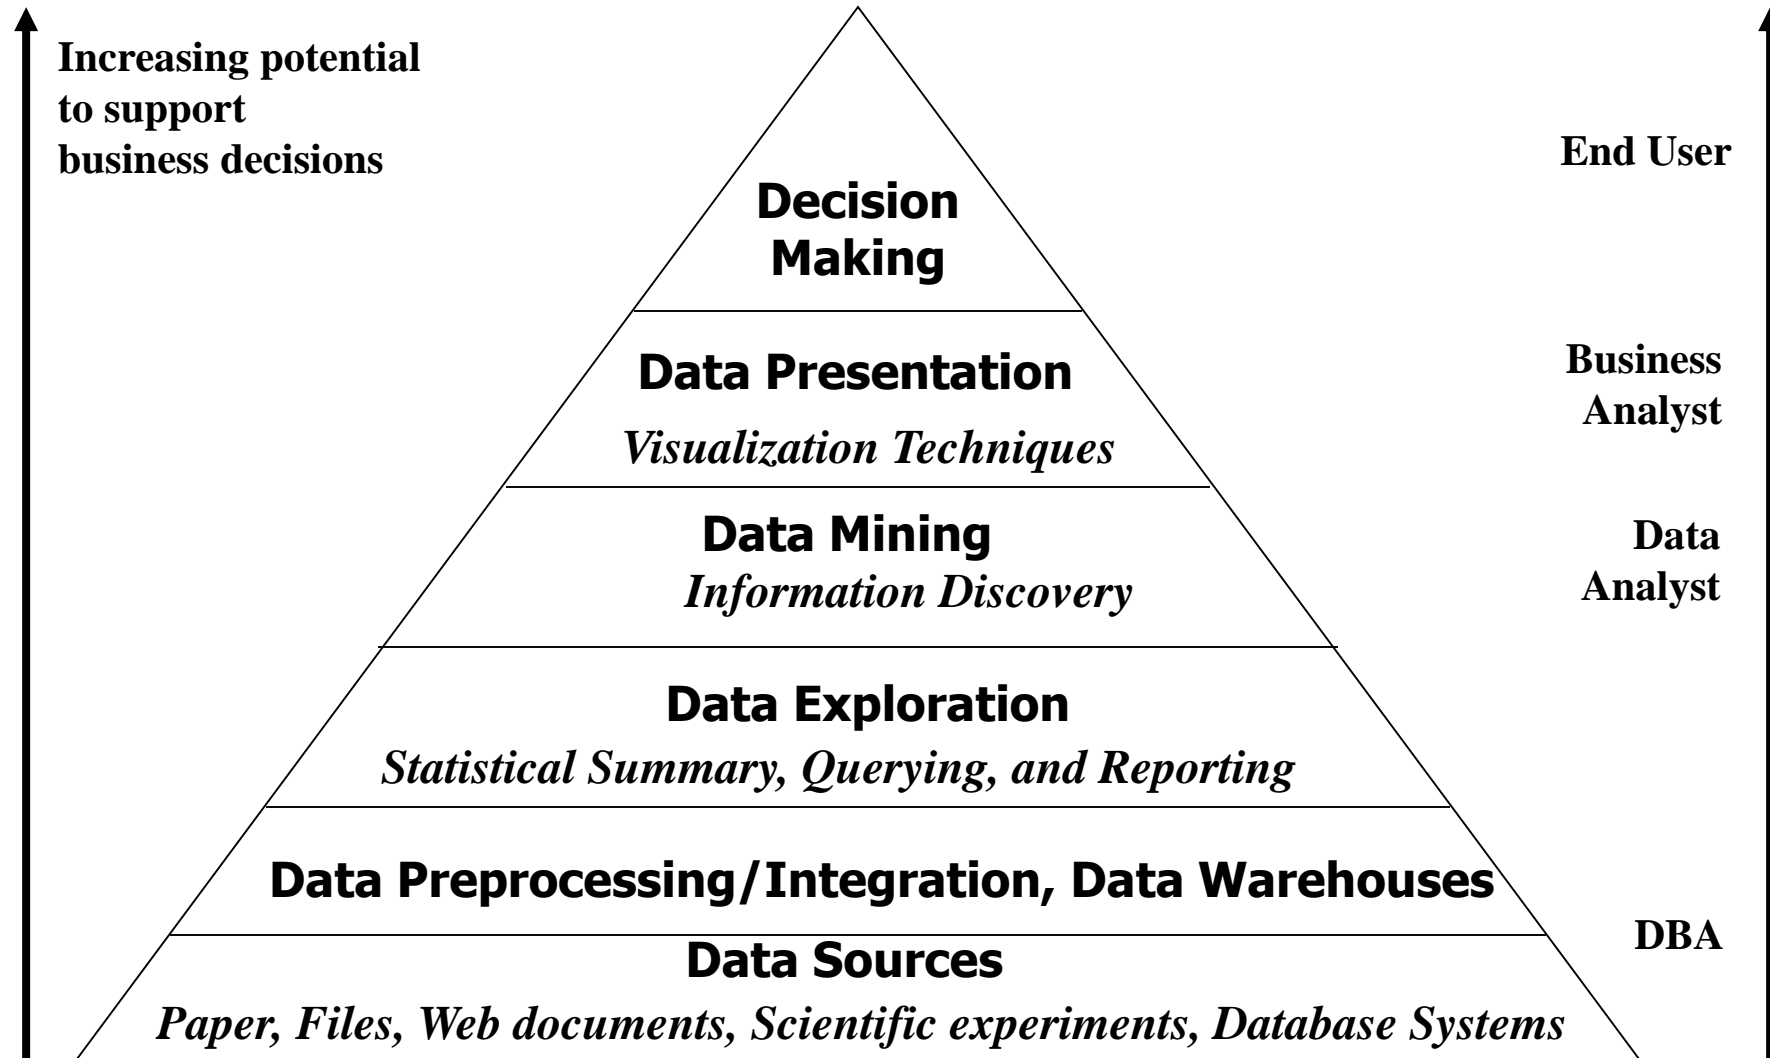 Increasing potential
to support
business decisions
End User
Decision
Making
Data Presentation
Visualization Techniques
Business
Analyst
Data Mining
Information Discovery
Data
Analyst
Data Exploration
Statistical Summary, Querying, and Reporting
Data Preprocessing/Integration, Data Warehouses
DBA
Data Sources
Paper, Files, Web documents, Scientific experiments, Database Systems